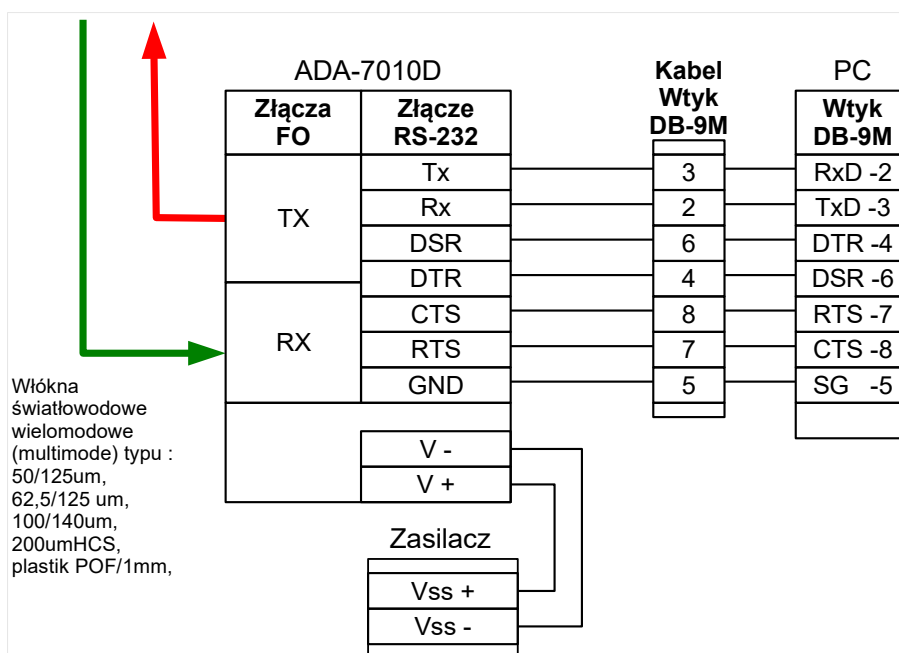 ADA-7010D
Kabel
Wtyk
DB-9M
PC
Złącza
FO
Złącze
RS-232
Wtyk
DB-9M
TX
Tx
3
RxD -2
Rx
2
TxD -3
DSR
6
DTR -4
DTR
4
DSR -6
RX
CTS
8
RTS -7
RTS
7
CTS -8
GND
5
SG -5
Włókna
światłowodowe
wielomodowe
(multimode) typu :
50/125um,
62,5/125 um,
100/140um,
200umHCS,
plastik POF/1mm,
V -
V +
Zasilacz
Vss +
Vss -